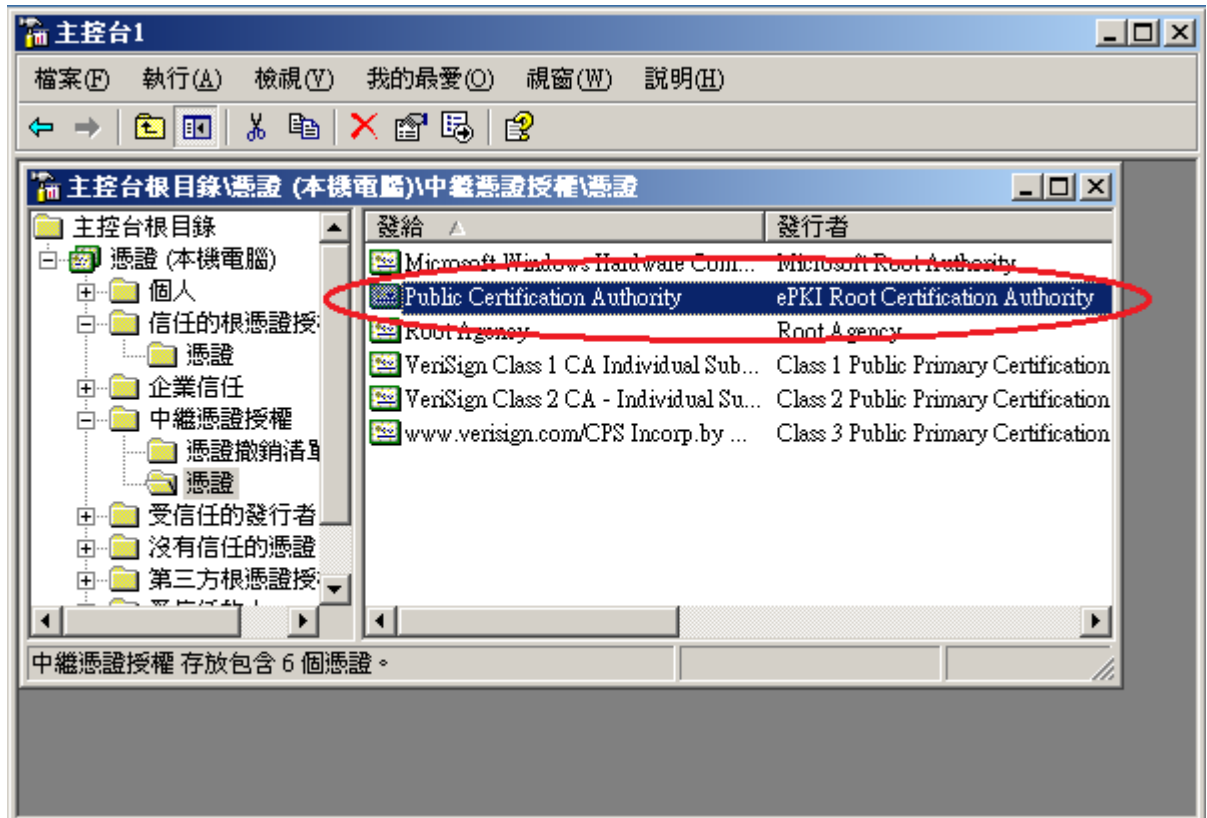 主控台1
檔案(F) 執行(A) 檢視(V) 我的最愛(O) 視窗(W) 說明(H)
主控台根目錄\憑證 (本機電腦)\中繼憑證授權\憑證
主控台根目錄
憑證 (本機電腦)
個人
信任的根憑證授
憑證
企業信任
中繼憑證授權
憑證撤銷清單
憑證
受信任的發行者
沒有信任的憑證
第三方根憑證授
發給 發行者
Microsoft Windows Hardware Com... Microsoft Root Authority
Public Certification Authority ePKI Root Certification Authority
Root Agency Root Agency
VeriSign Class 1 CA Individual Sub... Class 1 Public Primary Certification
VeriSign Class 2 CA - Individual Su... Class 2 Public Primary Certification
www.verisign.com/CPS Incorp.by ... Class 3 Public Primary Certification
中繼憑證授權 存放包含 6 個憑證。